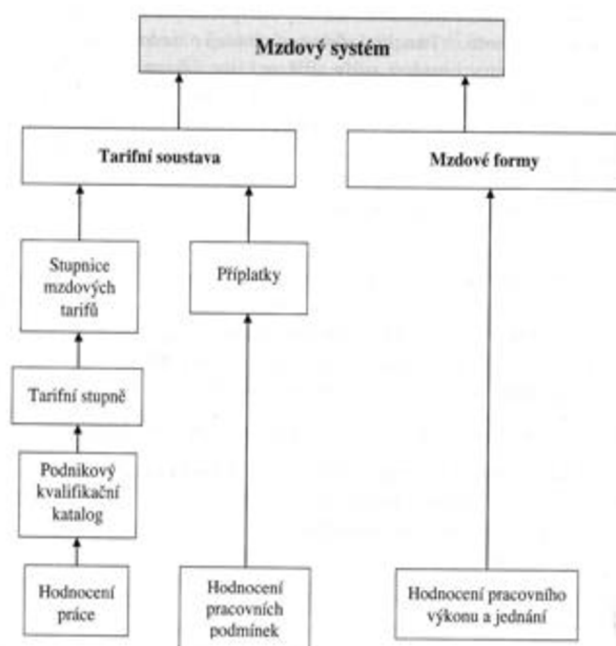 Mzdový systém
Tarifní soustava
Mzdové formy
Stupnice
mzdových
tarifů
Příplatky
Tarifní stupně
Podnikový
kvalifikační
katalog
Hodnocení
práce
Hodnocení
pracovních
podmínek
Hodnocení pracovního
výkonu a jednání